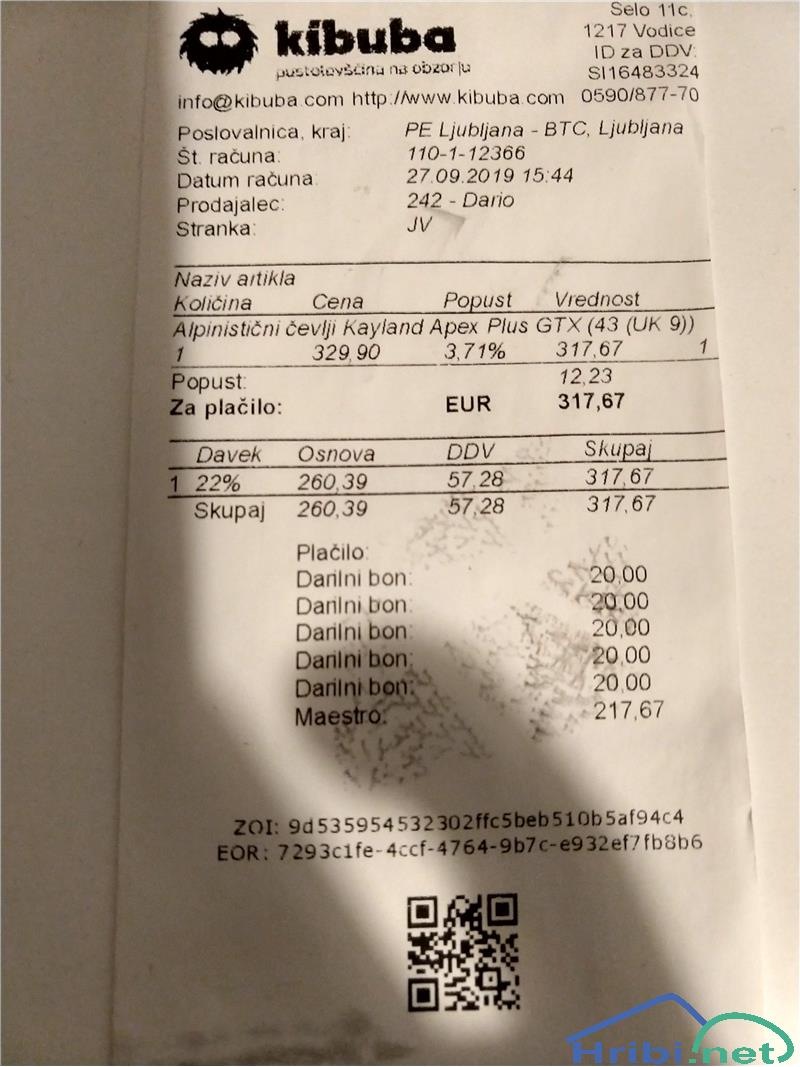 kibuba
pustolovščina na obzorju
Selo 11c,
1217 Vodice
ID za DDV:
SI16483324
info@kibuba.com http://www.kibuba.com 0590/877-70
Poslovalnica, kraj: PE Ljubljana - BTC, Ljubljana
Št. računa: 110-1-12366
Datum računa: 27.09.2019 15:44
Prodajalec: 242 - Dario
Stranka: JV
Naziv artikla
Količina Cena Popust Vrednost
Alpinistični čevlji Kayland Apex Plus GTX (43 (UK 9))
1 329,90 3,71% 317,67 1
Popust: 12,23
Za plačilo: EUR 317,67
Davek Osnova DDV Skupaj
1 22% 260,39 57,28 317,67
Skupaj 260,39 57,28 317,67
Plačilo:
Darilni bon: 20,00
Darilni bon: 20,00
Darilni bon: 20,00
Darilni bon: 20,00
Darilni bon: 20,00
Maestro: 217,67
ZOI: 9d535954532302ffc5beb510b5af94c4
EOR: 7293c1fe-4ccf-4764-9b7c-e932ef7fb8b6
Hribi.net